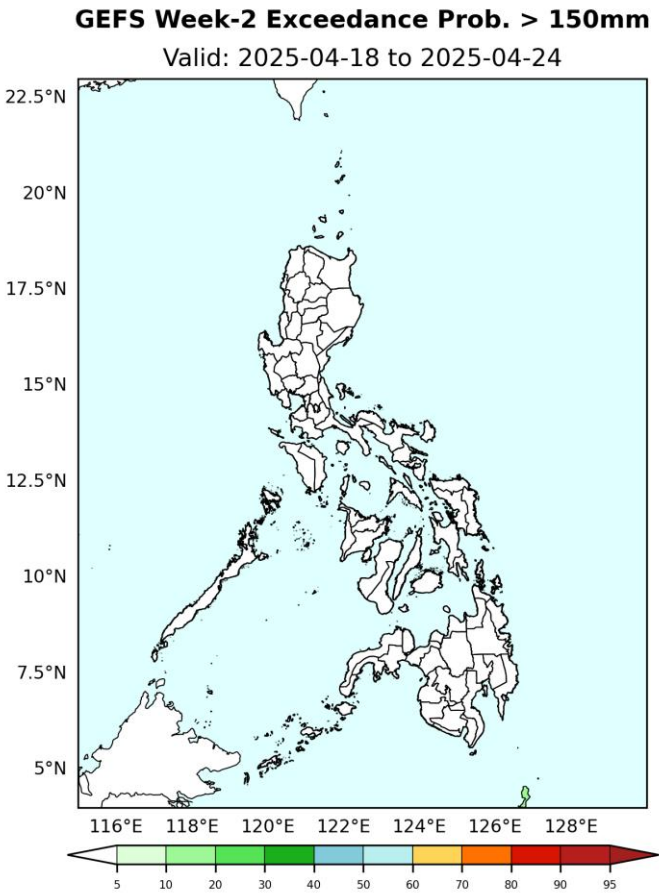 GEFS Week-2 Exceedance Prob. > 150mm
Valid: 2025-04-18 to 2025-04-24
22.5°N
20°N
17.5°N
15°N
12.5°N
10°N
7.5°N
5°N
116°E 118°E 120°E 122°E 124°E 126°E 128°E
5 10 20 30 40 50 60 70 80 90 95